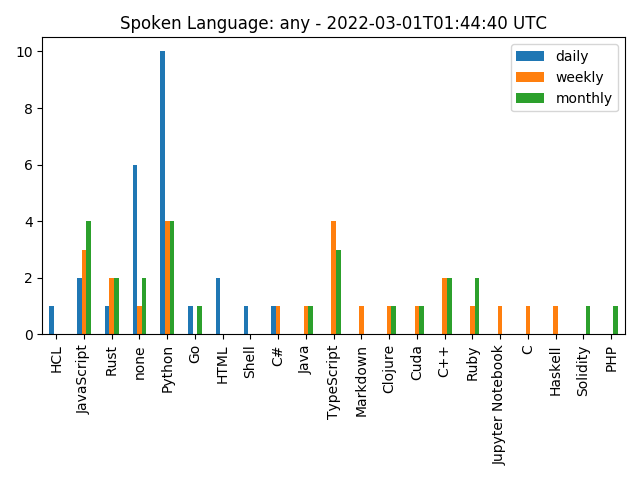 Spoken Language: any - 2022-03-01T01:44:40 UTC
daily
weekly
monthly
10
8
6
4
2
0
HCL
JavaScript
Rust
none
Python
Go
HTML
Shell
C#
Java
TypeScript
Markdown
Clojure
Cuda
C++
Ruby
Jupyter Notebook
C
Haskell
Solidity
PHP